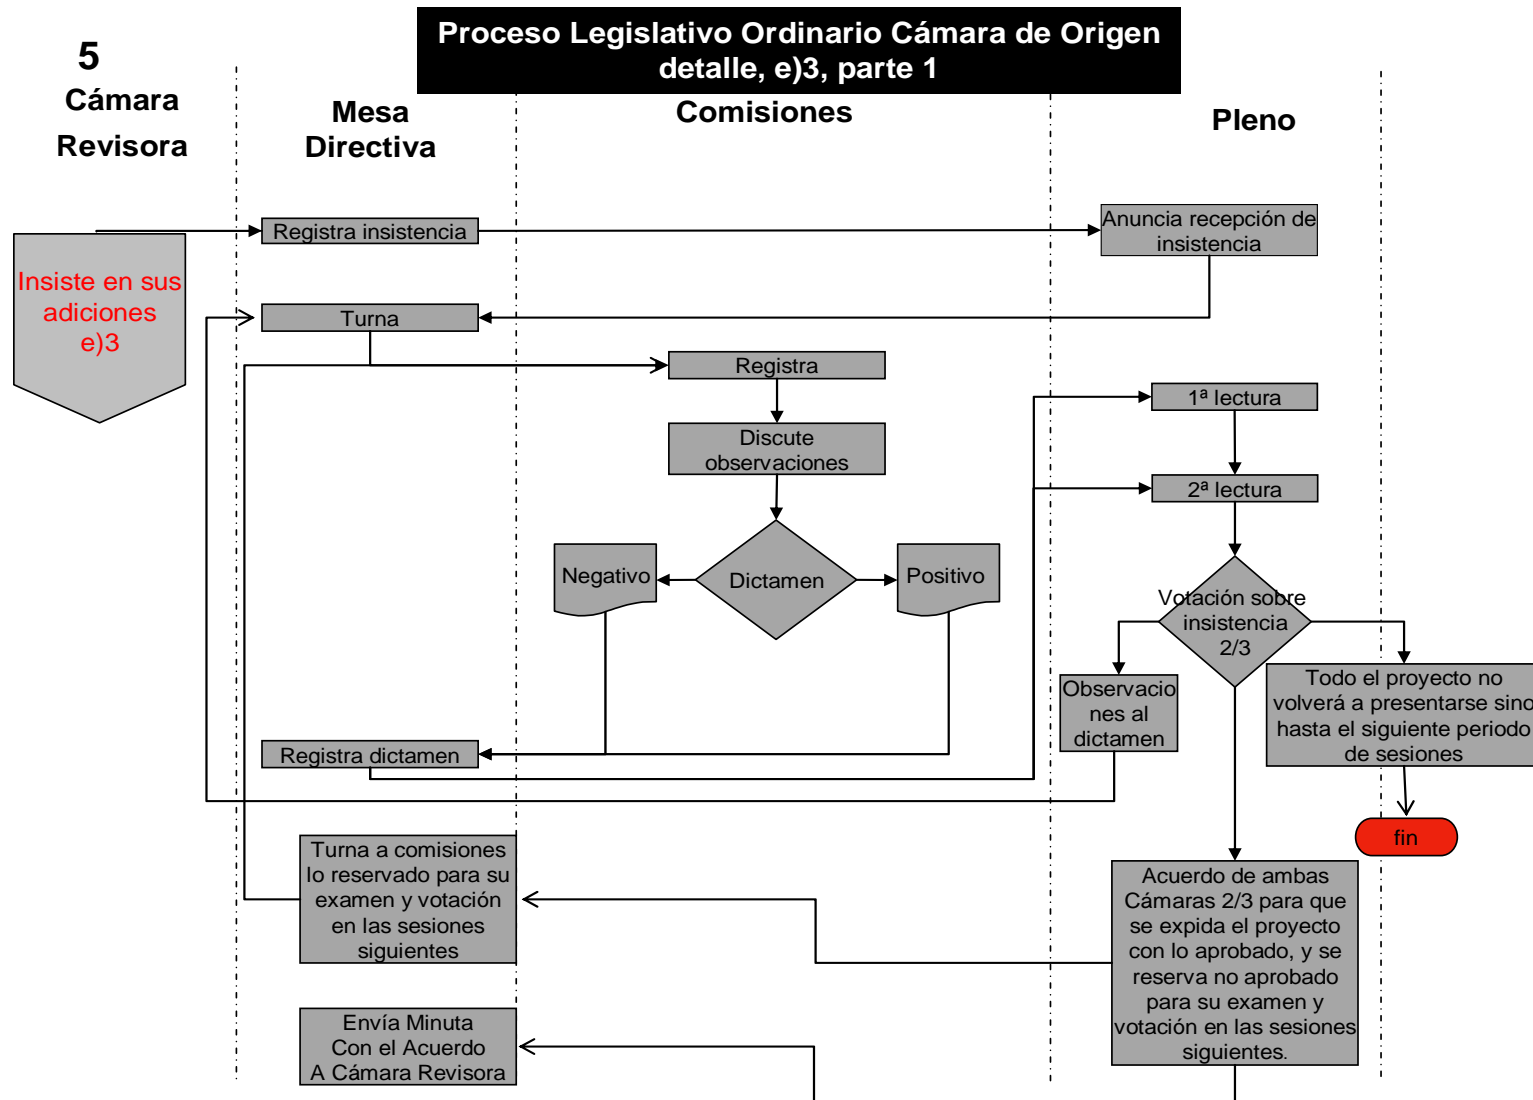 Proceso Legislativo Ordinario Cámara de Origen
detalle, e)3, parte 1
5
Cámara
Revisora
Mesa
Directiva
Comisiones
Pleno
Insiste en sus
adiciones
e)3
Registra insistencia
Anuncia recepción de
insistencia
Turna
Registra
1ª lectura
Discute
observaciones
2ª lectura
Negativo
Dictamen
Positivo
Votación sobre
insistencia
2/3
Observacio
nes al
dictamen
Todo el proyecto no
volverá a presentarse sino
hasta el siguiente periodo
de sesiones
Registra dictamen
fin
Turna a comisiones
lo reservado para su
examen y votación
en las sesiones
siguientes
Acuerdo de ambas
Cámaras 2/3 para que
se expida el proyecto
con lo aprobado, y se
reserva no aprobado
para su examen y
votación en las sesiones
siguientes.
Envía Minuta
Con el Acuerdo
A Cámara Revisora